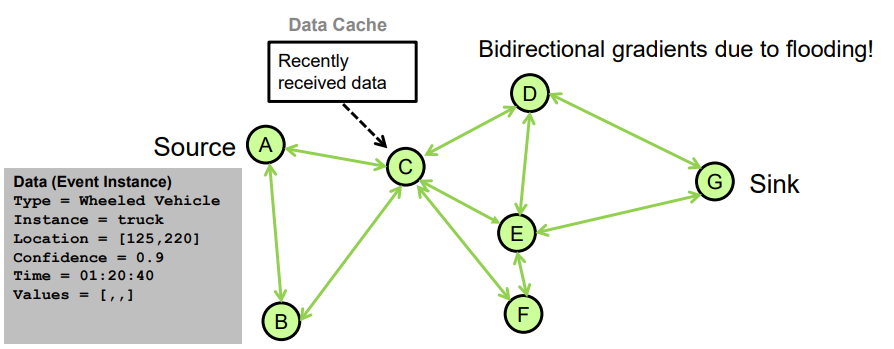 Data Cache
Recently
received data
Bidirectional gradients due to flooding!
D
Source
A
C
G
Sink
Data (Event Instance)
Type = Wheeled Vehicle
Instance = truck
Location = [125,220]
Confidence = 0.9
Time = 01:20:40
Values = [,,]
E
B
F